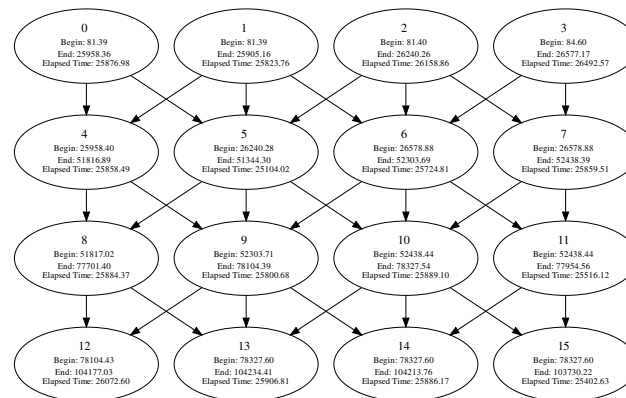 0
Begin: 81.39
End: 25958.36
Elapsed Time: 25876.98
1
Begin: 81.39
End: 25905.16
Elapsed Time: 25823.76
2
Begin: 81.40
End: 26240.26
Elapsed Time: 26158.86
3
Begin: 84.60
End: 26577.17
Elapsed Time: 26492.57
4
Begin: 25958.40
End: 51816.89
Elapsed Time: 25858.49
5
Begin: 26240.28
End: 51344.30
Elapsed Time: 25104.02
6
Begin: 26578.88
End: 52303.69
Elapsed Time: 25724.81
7
Begin: 26578.88
End: 52438.39
Elapsed Time: 25859.51
8
Begin: 51817.02
End: 77701.40
Elapsed Time: 25884.37
9
Begin: 52303.71
End: 78104.39
Elapsed Time: 25800.68
10
Begin: 52438.44
End: 78327.54
Elapsed Time: 25889.10
11
Begin: 52438.44
End: 77954.56
Elapsed Time: 25516.12
12
Begin: 78104.43
End: 104177.03
Elapsed Time: 26072.60
13
Begin: 78327.60
End: 104234.41
Elapsed Time: 25906.81
14
Begin: 78327.60
End: 104213.76
Elapsed Time: 25886.17
15
Begin: 78327.60
End: 103730.22
Elapsed Time: 25402.63